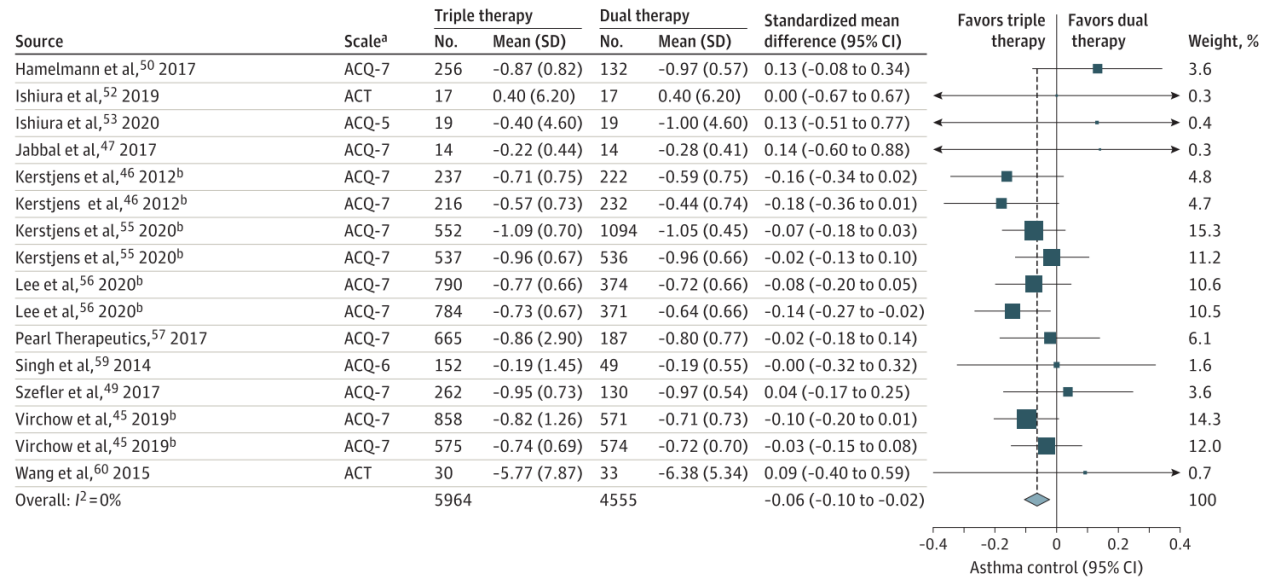 Triple therapy Dual therapy Standardized mean difference (95% CI) Favors triple therapy Favors dual therapy
Source Scaleᵃ No. Mean (SD) No. Mean (SD) Weight, %
Hamelmann et al,⁵⁰ 2017 ACQ-7 256 -0.87 (0.82) 132 -0.97 (0.57) 0.13 (-0.08 to 0.34) 3.6
Ishiura et al,⁵² 2019 ACT 17 0.40 (6.20) 17 0.40 (6.20) 0.00 (-0.67 to 0.67) 0.3
Ishiura et al,⁵³ 2020 ACQ-5 19 -0.40 (4.60) 19 -1.00 (4.60) 0.13 (-0.51 to 0.77) 0.4
Jabbal et al,⁴⁷ 2017 ACQ-7 14 -0.22 (0.44) 14 -0.28 (0.41) 0.14 (-0.60 to 0.88) 0.3
Kerstjens et al,⁴⁶ 2012ᵇ ACQ-7 237 -0.71 (0.75) 222 -0.59 (0.75) -0.16 (-0.34 to 0.02) 4.8
Kerstjens et al,⁴⁶ 2012ᵇ ACQ-7 216 -0.57 (0.73) 232 -0.44 (0.74) -0.18 (-0.36 to 0.01) 4.7
Kerstjens et al,⁵⁵ 2020ᵇ ACQ-7 552 -1.09 (0.70) 1094 -1.05 (0.45) -0.07 (-0.18 to 0.03) 15.3
Kerstjens et al,⁵⁵ 2020ᵇ ACQ-7 537 -0.96 (0.67) 536 -0.96 (0.66) -0.02 (-0.13 to 0.10) 11.2
Lee et al,⁵⁶ 2020ᵇ ACQ-7 790 -0.77 (0.66) 374 -0.72 (0.66) -0.08 (-0.20 to 0.05) 10.6
Lee et al,⁵⁶ 2020ᵇ ACQ-7 784 -0.73 (0.67) 371 -0.64 (0.66) -0.14 (-0.27 to -0.02) 10.5
Pearl Therapeutics,⁵⁷ 2017 ACQ-7 665 -0.86 (2.90) 187 -0.80 (0.77) -0.02 (-0.18 to 0.14) 6.1
Singh et al,⁵⁹ 2014 ACQ-6 152 -0.19 (1.45) 49 -0.19 (0.55) -0.00 (-0.32 to 0.32) 1.6
Szefler et al,⁴⁹ 2017 ACQ-7 262 -0.95 (0.73) 130 -0.97 (0.54) 0.04 (-0.17 to 0.25) 3.6
Virchow et al,⁴⁵ 2019ᵇ ACQ-7 858 -0.82 (1.26) 571 -0.71 (0.73) -0.10 (-0.20 to 0.01) 14.3
Virchow et al,⁴⁵ 2019ᵇ ACQ-7 575 -0.74 (0.69) 574 -0.72 (0.70) -0.03 (-0.15 to 0.08) 12.0
Wang et al,⁶⁰ 2015 ACT 30 -5.77 (7.87) 33 -6.38 (5.34) 0.09 (-0.40 to 0.59) 0.7
Overall: I²=0% 5964 4555 -0.06 (-0.10 to -0.02) 100
-0.4 -0.2 0 0.2 0.4
Asthma control (95% CI)